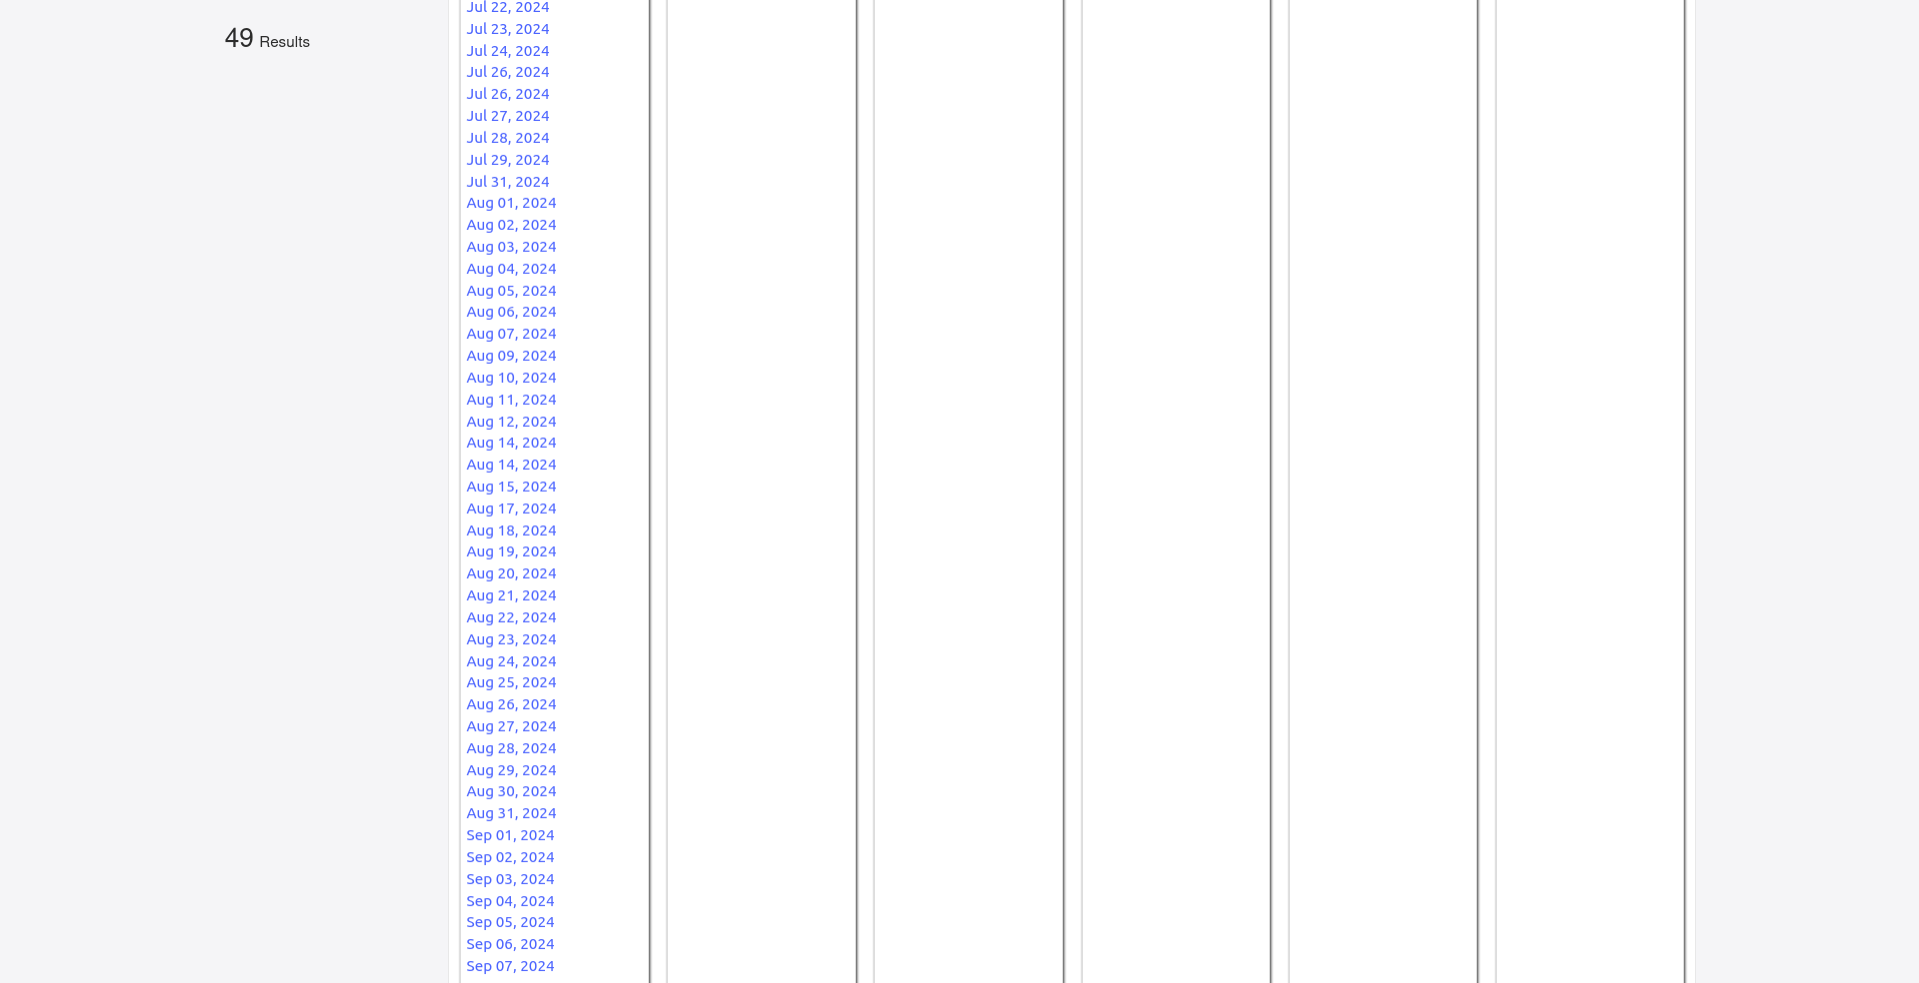 49 Results
Jul 22, 2024
Jul 23, 2024
Jul 24, 2024
Jul 26, 2024
Jul 26, 2024
Jul 27, 2024
Jul 28, 2024
Jul 29, 2024
Jul 31, 2024
Aug 01, 2024
Aug 02, 2024
Aug 03, 2024
Aug 04, 2024
Aug 05, 2024
Aug 06, 2024
Aug 07, 2024
Aug 09, 2024
Aug 10, 2024
Aug 11, 2024
Aug 12, 2024
Aug 14, 2024
Aug 14, 2024
Aug 15, 2024
Aug 17, 2024
Aug 18, 2024
Aug 19, 2024
Aug 20, 2024
Aug 21, 2024
Aug 22, 2024
Aug 23, 2024
Aug 24, 2024
Aug 25, 2024
Aug 26, 2024
Aug 27, 2024
Aug 28, 2024
Aug 29, 2024
Aug 30, 2024
Aug 31, 2024
Sep 01, 2024
Sep 02, 2024
Sep 03, 2024
Sep 04, 2024
Sep 05, 2024
Sep 06, 2024
Sep 07, 2024